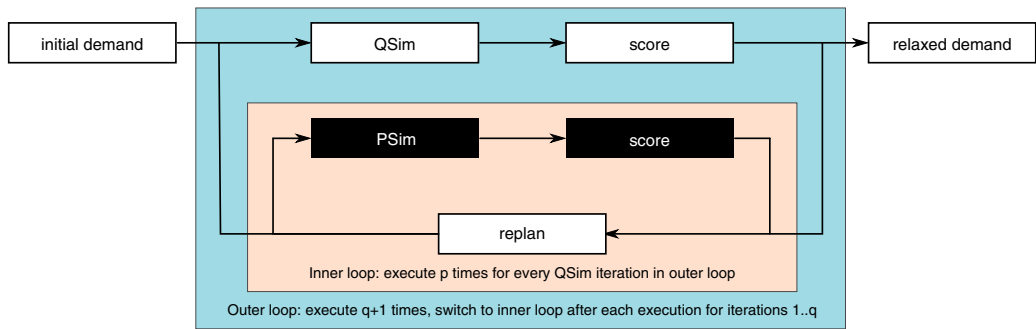 initial demand
QSim
score
relaxed demand
PSim
score
replan
Inner loop: execute p times for every QSim iteration in outer loop
Outer loop: execute q+1 times, switch to inner loop after each execution for iterations 1..q